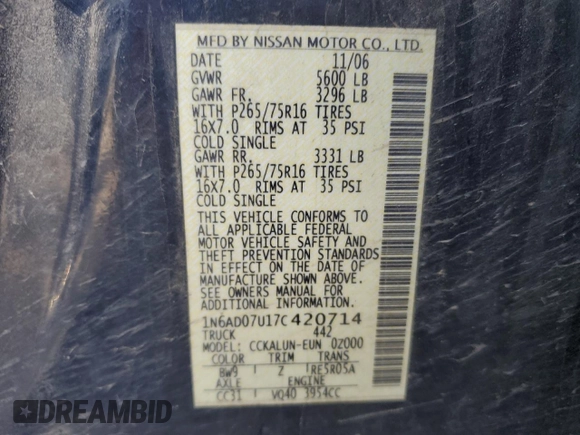 MFD BY NISSAN MOTOR CO., LTD.
DATE 11/06
GVWR 5600 LB
GAWR FR. 3296 LB
WITH P265/75R16 TIRES
16X7.0 RIMS AT 35 PSI
COLD SINGLE
GAWR RR. 3331 LB
WITH P265/75R16 TIRES
16X7.0 RIMS AT 35 PSI
COLD SINGLE
THIS VEHICLE CONFORMS TO
ALL APPLICABLE FEDERAL
MOTOR VEHICLE SAFETY AND
THEFT PREVENTION STANDARDS
IN EFFECT ON THE DATE OF
MANUFACTURE SHOWN ABOVE.
SEE OWNERS MANUAL FOR
ADDITIONAL INFORMATION.
1N6AD07U17C420714
TRUCK 442
MODEL: CCKALUN-EUN 02000
COLOR TRIM TRANS
BW9 Z RE5R05A
AXLE ENGINE
CC31 VQ40 3954CC
DREAMBID